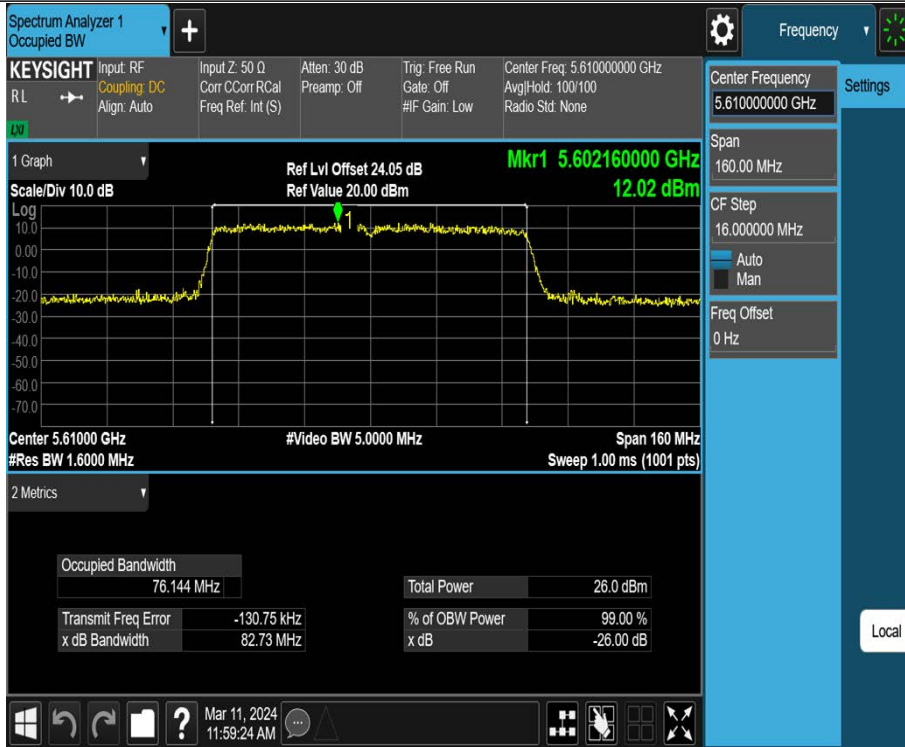 Spectrum Analyzer 1
Occupied BW
+
Frequency
KEYSIGHT
R L
LXI
Input: RF
Coupling: DC
Align: Auto
Input Z: 50 Ω
Corr CCorr RCal
Freq Ref: Int (S)
Atten: 30 dB
Preamp: Off
Trig: Free Run
Gate: Off
#IF Gain: Low
Center Freq: 5.610000000 GHz
Avg|Hold: 100/100
Radio Std: None
Center Frequency
5.610000000 GHz
Settings
Span
160.00 MHz
CF Step
16.000000 MHz
Auto
Man
Freq Offset
0 Hz
1 Graph
Scale/Div 10.0 dB
Ref Lvl Offset 24.05 dB
Ref Value 20.00 dBm
Mkr1 5.602160000 GHz
12.02 dBm
Log
10.0
0.00
-10.0
-20.0
-30.0
-40.0
-50.0
-60.0
-70.0
1
Center 5.61000 GHz
#Res BW 1.6000 MHz
#Video BW 5.0000 MHz
Span 160 MHz
Sweep 1.00 ms (1001 pts)
2 Metrics
Occupied Bandwidth
76.144 MHz
Total Power 26.0 dBm
Transmit Freq Error -130.75 kHz
% of OBW Power 99.00 %
x dB Bandwidth 82.73 MHz
x dB -26.00 dB
Local
?
Mar 11, 2024
11:59:24 AM